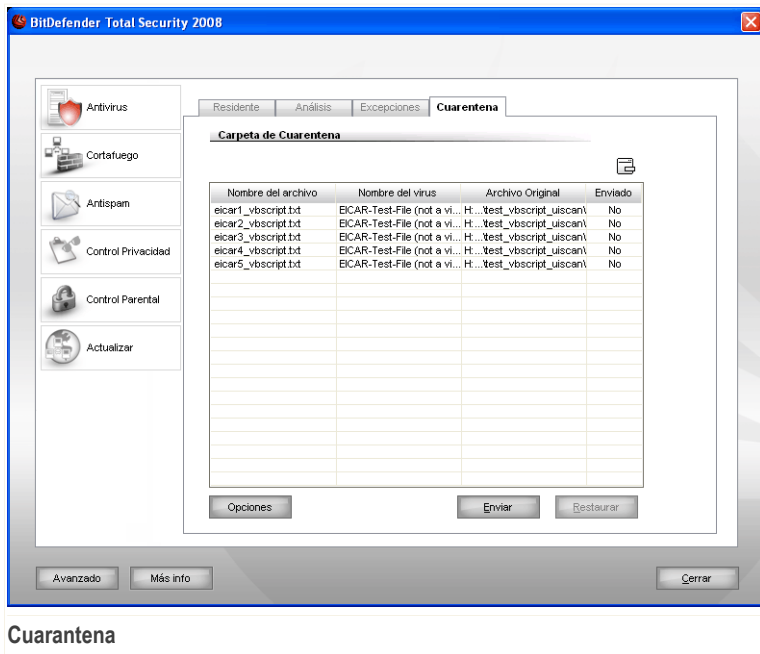 BitDefender Total Security 2008
Antivirus
Cortafuego
Antispam
Control Privacidad
Control Parental
Actualizar
Residente Análisis Excepciones Cuarentena
Carpeta de Cuarentena
Nombre del archivo Nombre del virus Archivo Original Enviado
eicar1_vbscript.txt EICAR-Test-File (not a vi... H:...\test_vbscript_uiscan\ No
eicar2_vbscript.txt EICAR-Test-File (not a vi... H:...\test_vbscript_uiscan\ No
eicar3_vbscript.txt EICAR-Test-File (not a vi... H:...\test_vbscript_uiscan\ No
eicar4_vbscript.txt EICAR-Test-File (not a vi... H:...\test_vbscript_uiscan\ No
eicar5_vbscript.txt EICAR-Test-File (not a vi... H:...\test_vbscript_uiscan\ No
Opciones Enviar Restaurar
Avanzado Más info Cerrar
Cuarantena